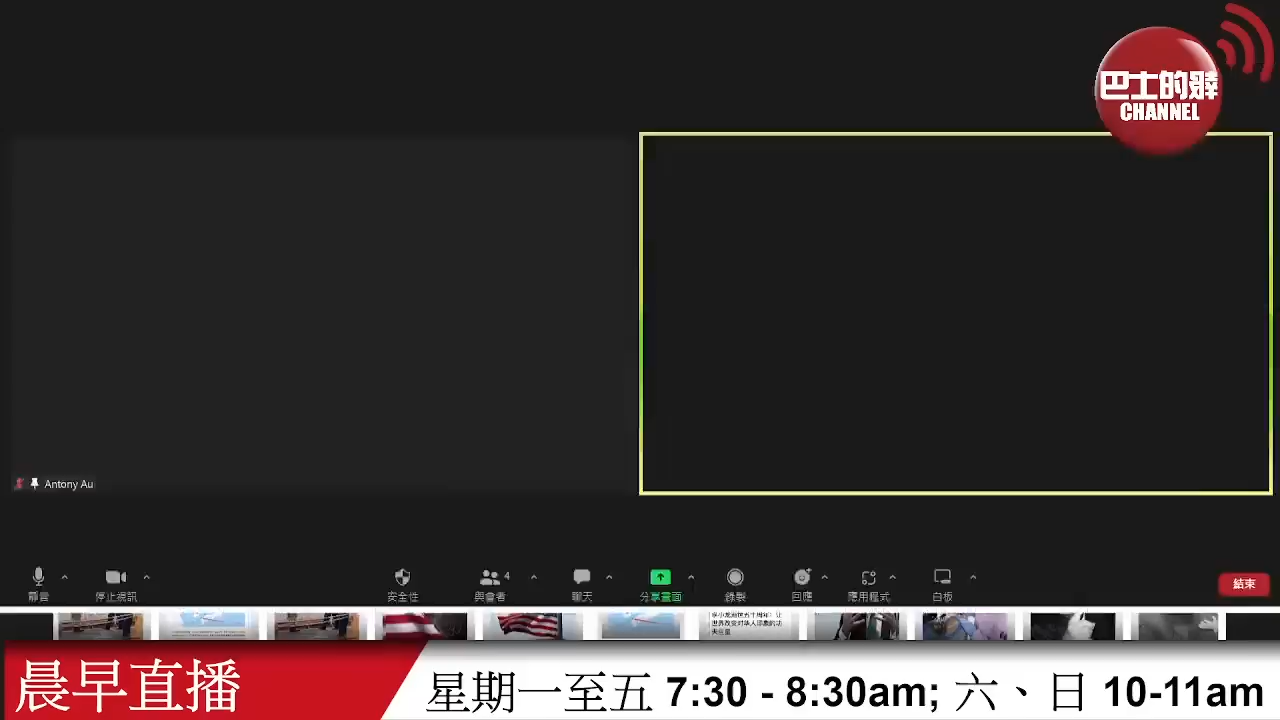 巴士的報
CHANNEL
Antony Au
靜音
停止視訊
安全性
4
與會者
聊天
分享畫面
錄製
回應
應用程式
白板
結束
晨早直播
星期一至五 7:30 - 8:30am; 六、日 10-11am